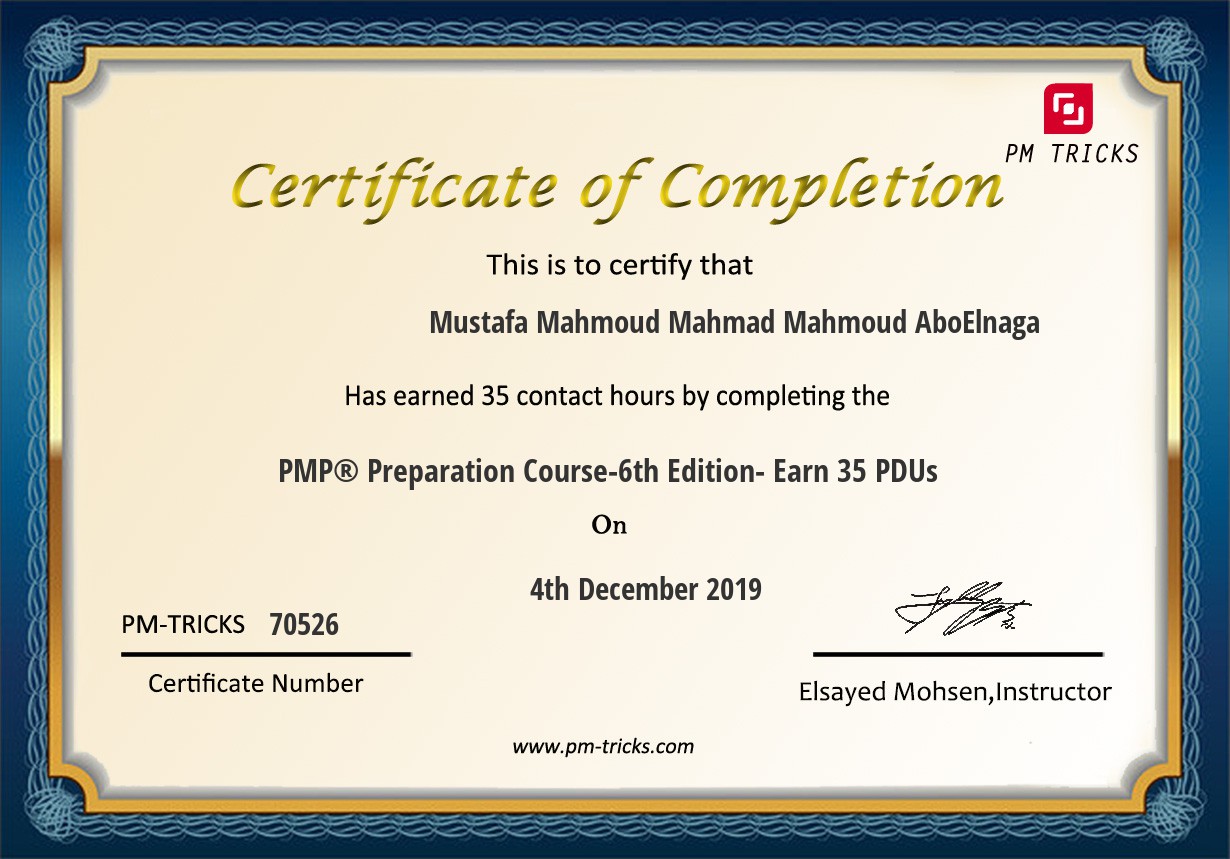 PM TRICKS
Certificate of Completion
This is to certify that
Mustafa Mahmoud Mahmad Mahmoud AboElnaga
Has earned 35 contact hours by completing the
PMP® Preparation Course-6th Edition- Earn 35 PDUs
On
4th December 2019
PM-TRICKS 70526
Certificate Number
Elsayed Mohsen,Instructor
www.pm-tricks.com